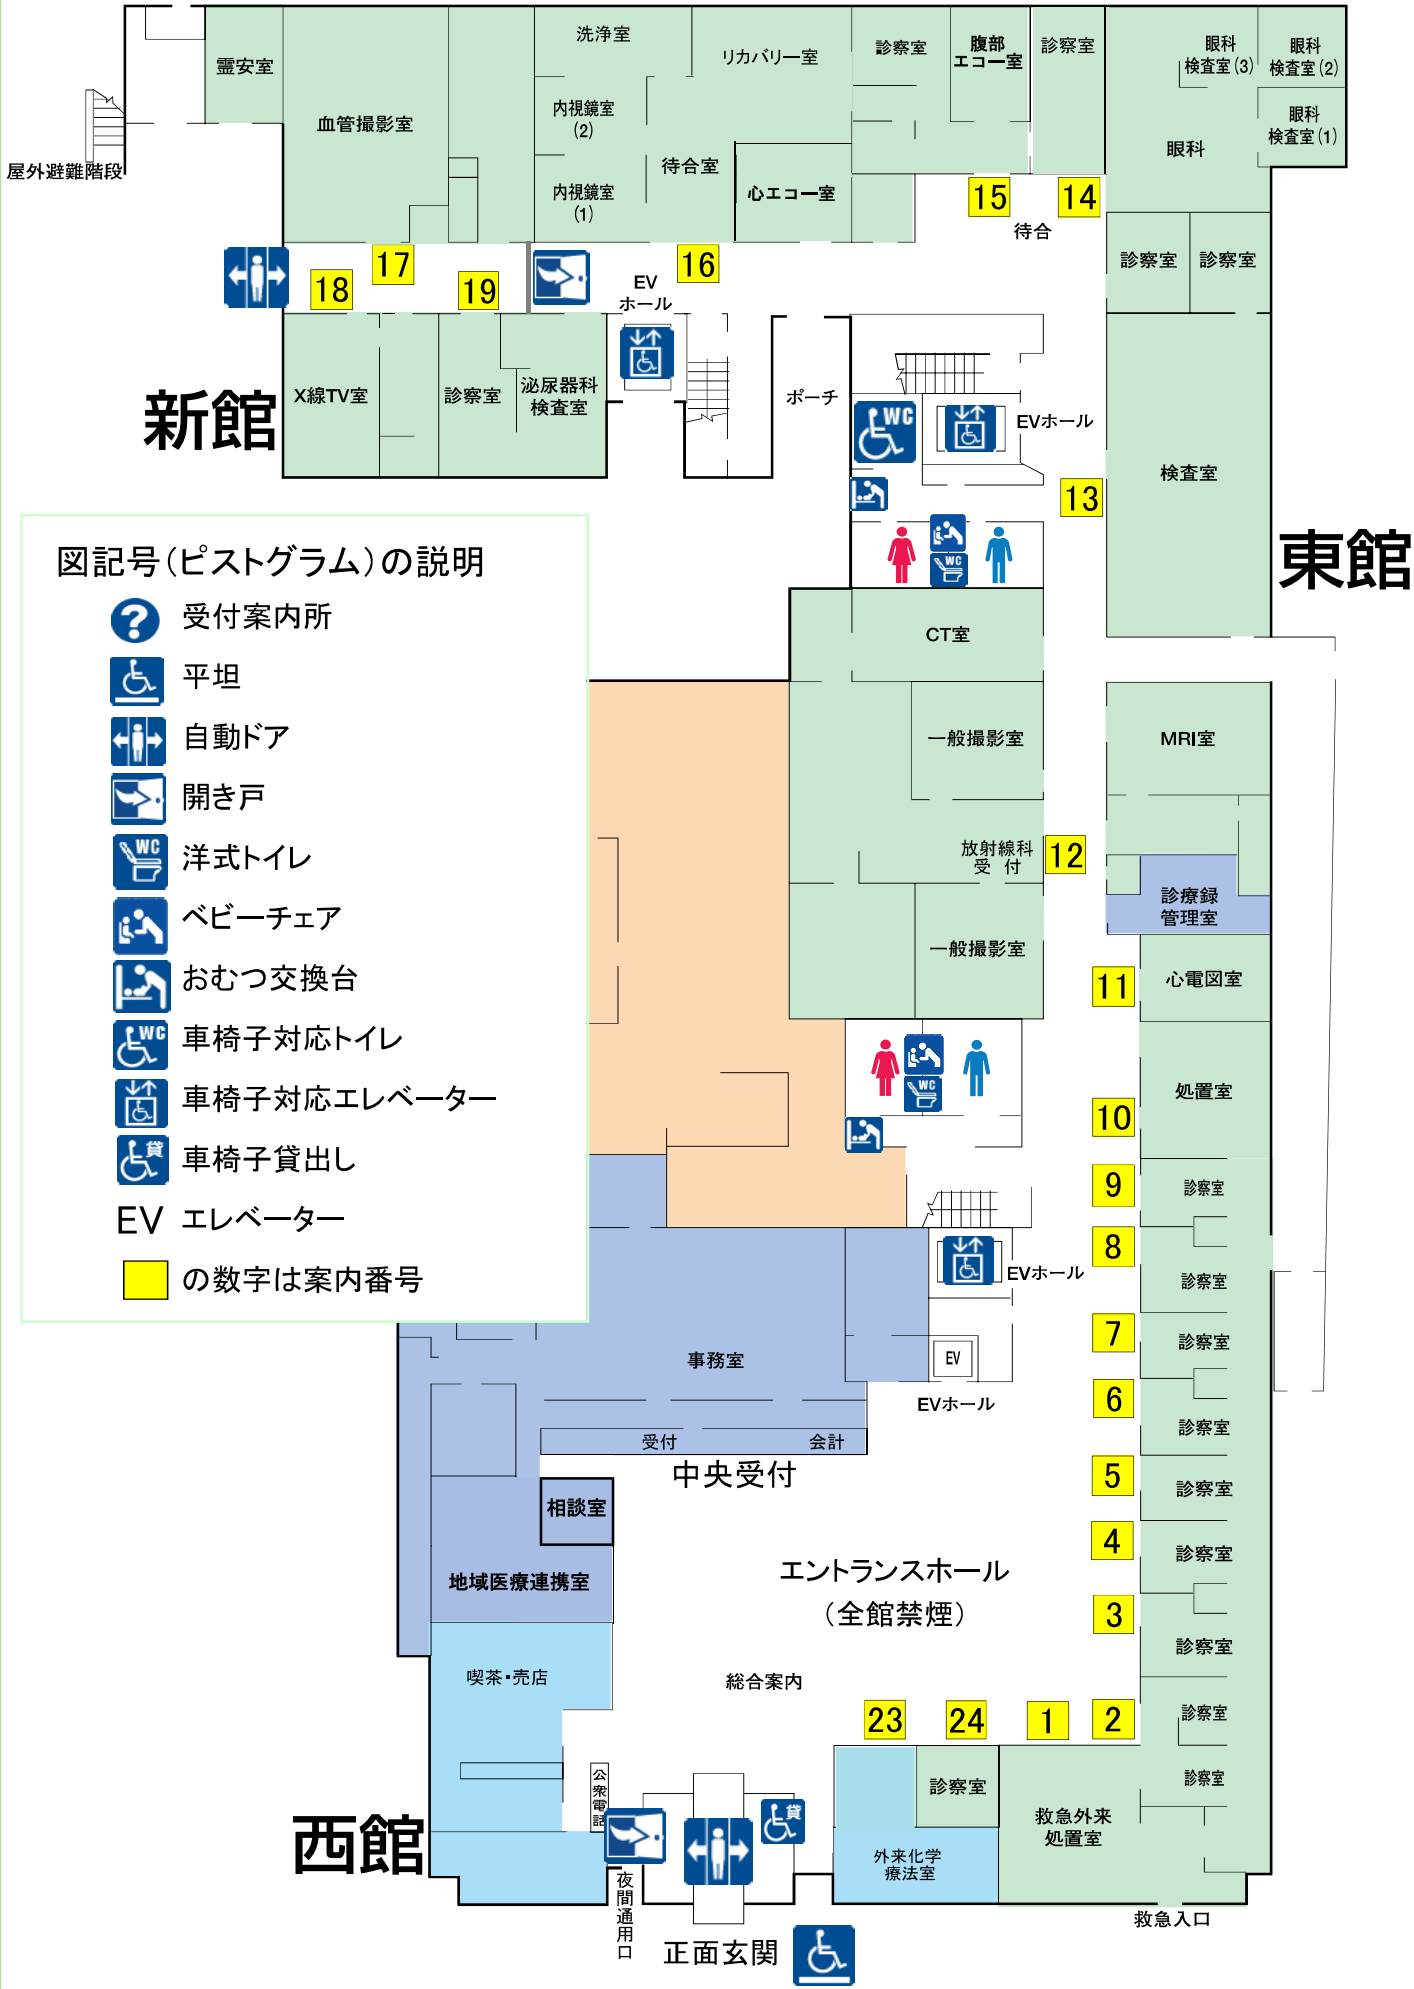 洗浄室
リカバリー室
診察室
腹部
エコー室
診察室
眼科
検査室(3)
眼科
検査室(2)
霊安室
血管撮影室
内視鏡室
(2)
眼科
検査室(1)
屋外避難階段
待合室
眼科
内視鏡室
(1)
心エコー室
15
14
待合
17
16
診察室
診察室
18
19
EV
ホール
新館
X線TV室
診察室
泌尿器科
検査室
ポーチ
WC
EVホール
検査室
13
東館
WC
図記号(ピストグラム)の説明
?
受付案内所
平坦
自動ドア
開き戸
WC
洋式トイレ
ベビーチェア
おむつ交換台
WC
車椅子対応トイレ
車椅子対応エレベーター
貸
車椅子貸出し
EV エレベーター
の数字は案内番号
CT室
一般撮影室
MRI室
放射線科
受 付
12
診療録
管理室
一般撮影室
11
心電図室
WC
処置室
10
9
診察室
8
EVホール
診察室
7
診察室
事務室
EV
6
EVホール
診察室
受付
会計
中央受付
5
診察室
相談室
4
診察室
エントランスホール
(全館禁煙)
地域医療連携室
3
診察室
喫茶・売店
総合案内
23
24
1
2
診察室
公衆電話
診察室
診察室
貸
救急外来
処置室
西館
外来化学
療法室
夜間通用口
正面玄関
救急入口